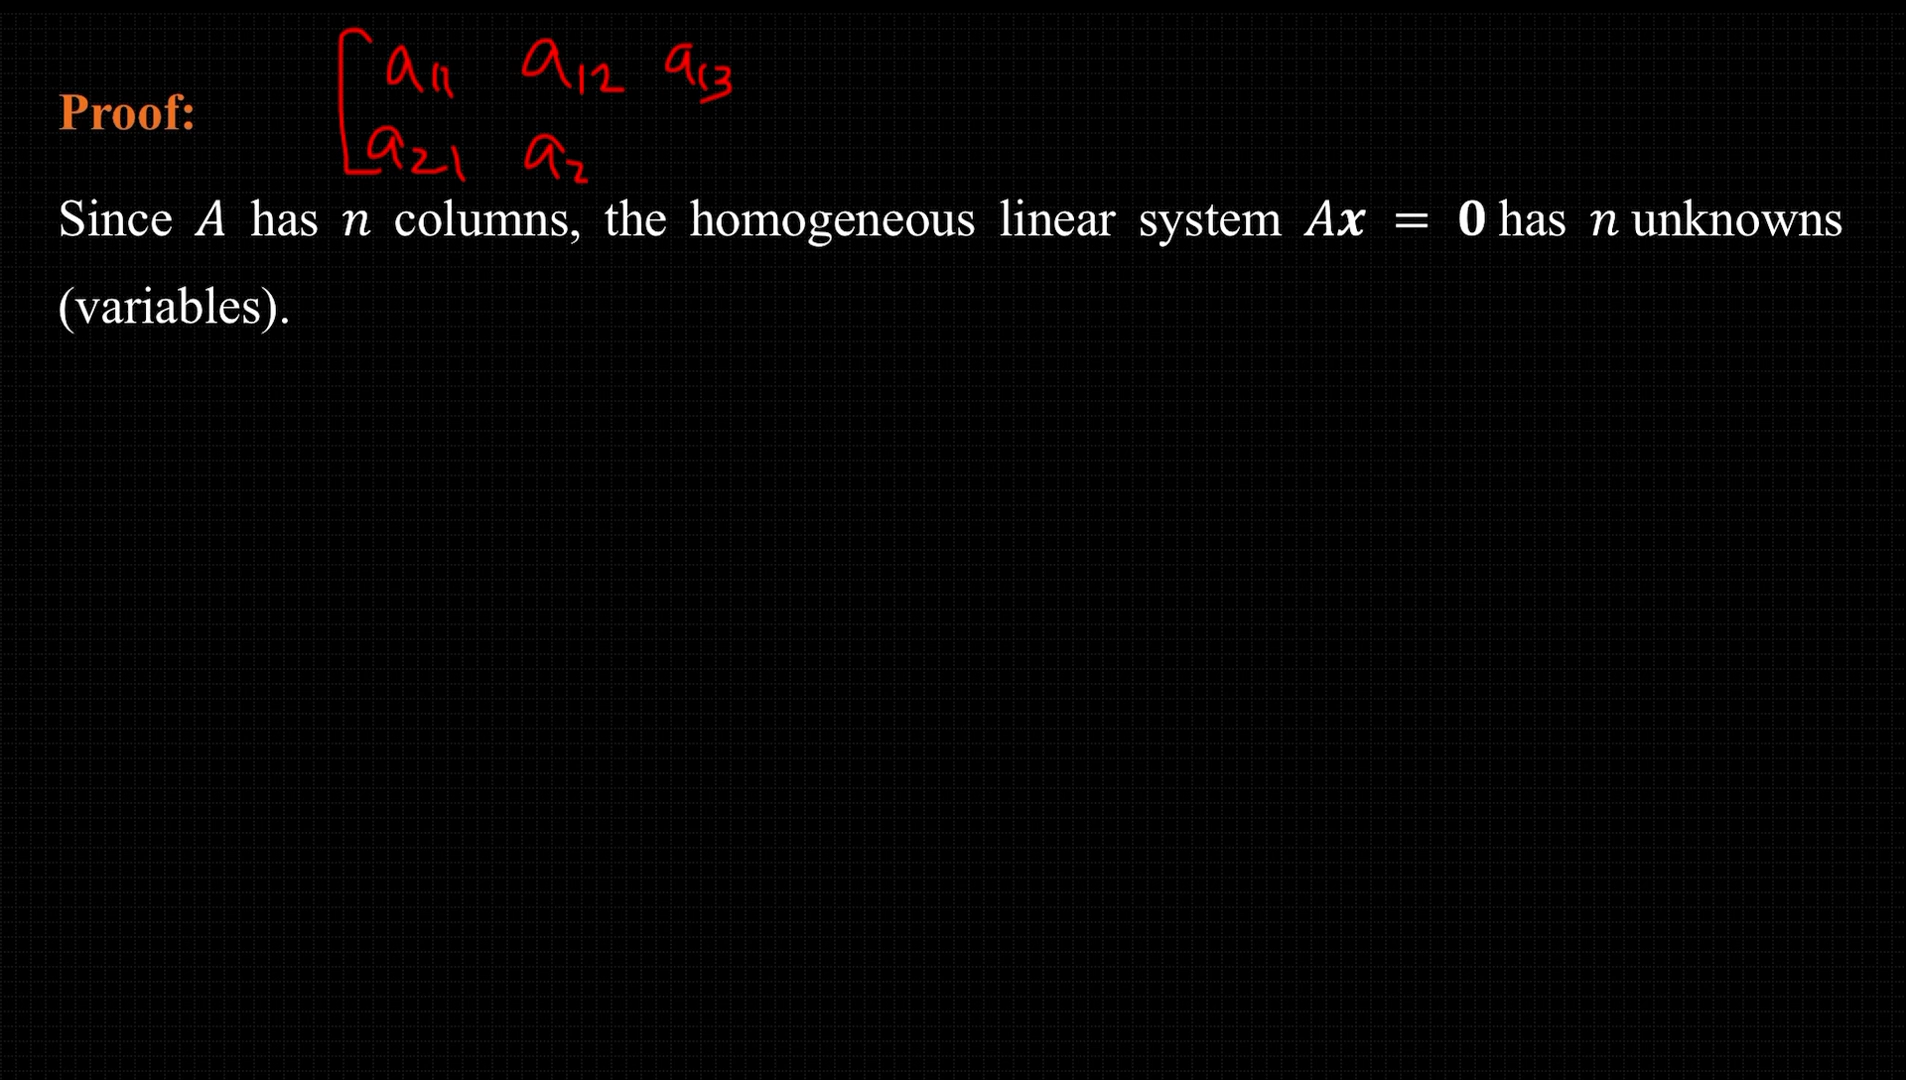 a11 a12 a13
Proof:
a21 a2
Since A has n columns, the homogeneous linear system Ax = 0 has n unknowns
(variables).